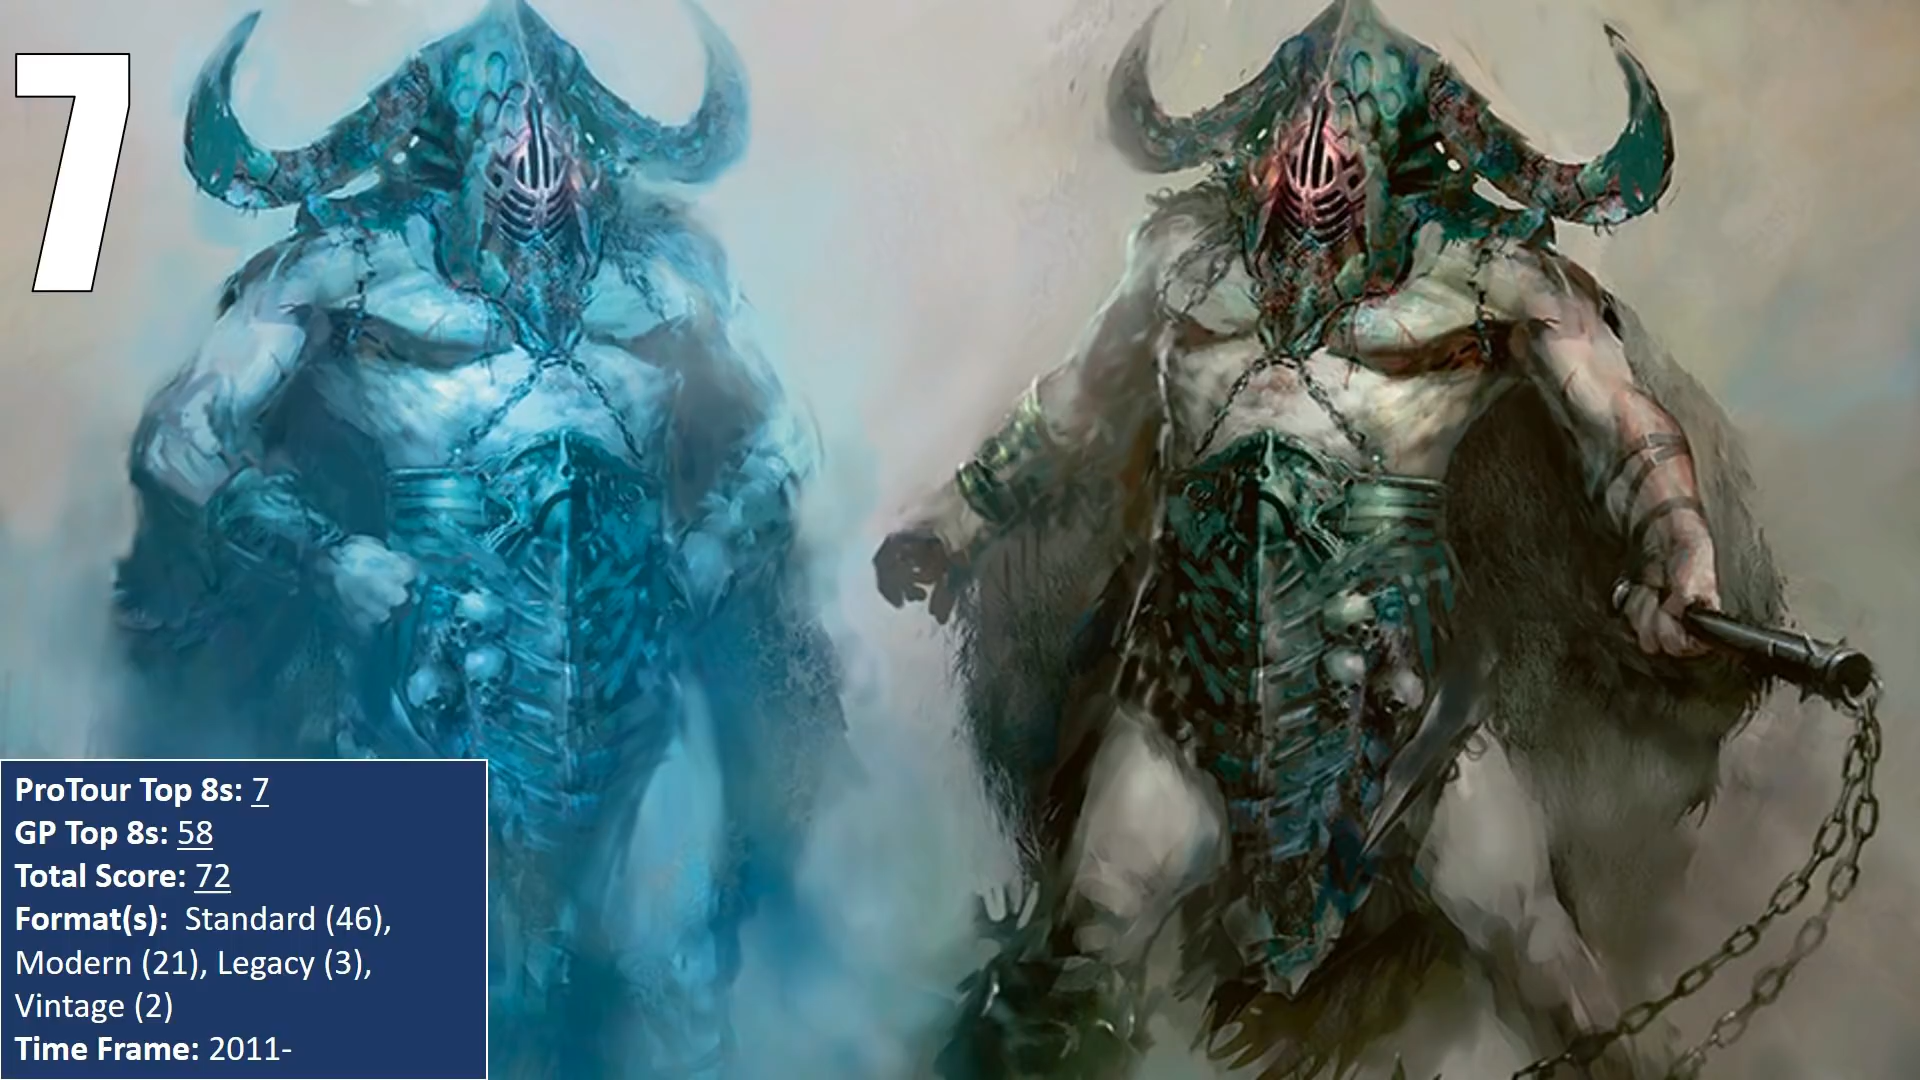 7
ProTour Top 8s: 7
GP Top 8s: 58
Total Score: 72
Format(s):  Standard (46),
Modern (21), Legacy (3),
Vintage (2)
Time Frame: 2011-